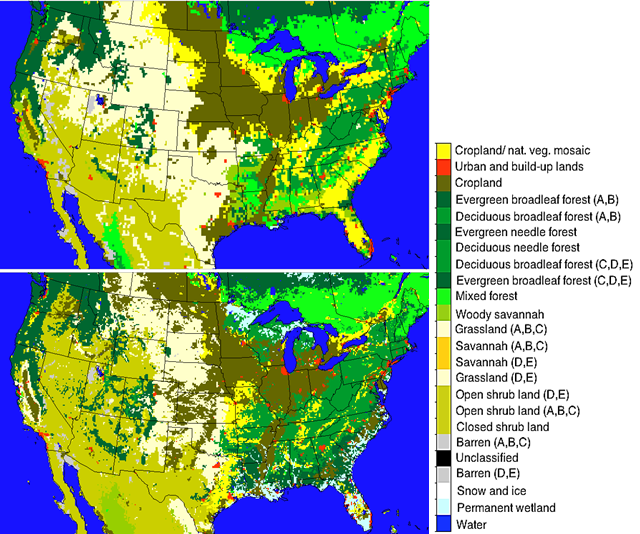 Cropland/ nat. veg. mosaic
Urban and build-up lands
Cropland
Evergreen broadleaf forest (A,B)
Deciduous broadleaf forest (A,B)
Evergreen needle forest
Deciduous needle forest
Deciduous broadleaf forest (C,D,E)
Evergreen broadleaf forest (C,D,E)
Mixed forest
Woody savannah
Grassland (A,B,C)
Savannah (A,B,C)
Savannah (D,E)
Grassland (D,E)
Open shrub land (D,E)
Open shrub land (A,B,C)
Closed shrub land
Barren (A,B,C)
Unclassified
Barren (D,E)
Snow and ice
Permanent wetland
Water